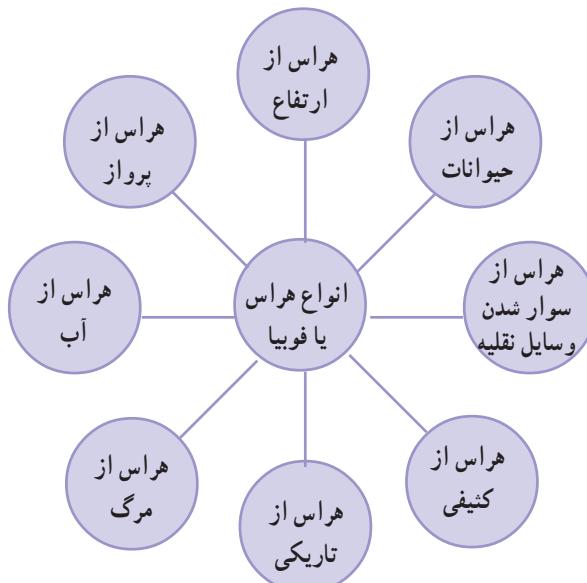 هراس از
ارتفاع
هراس از
حیوانات
هراس از
سوار شدن
وسایل نقلیه
هراس از
کثیفی
هراس از
تاریکی
هراس از
مرگ
هراس از
آب
هراس از
پرواز
انواع هراس
یا فوبیا